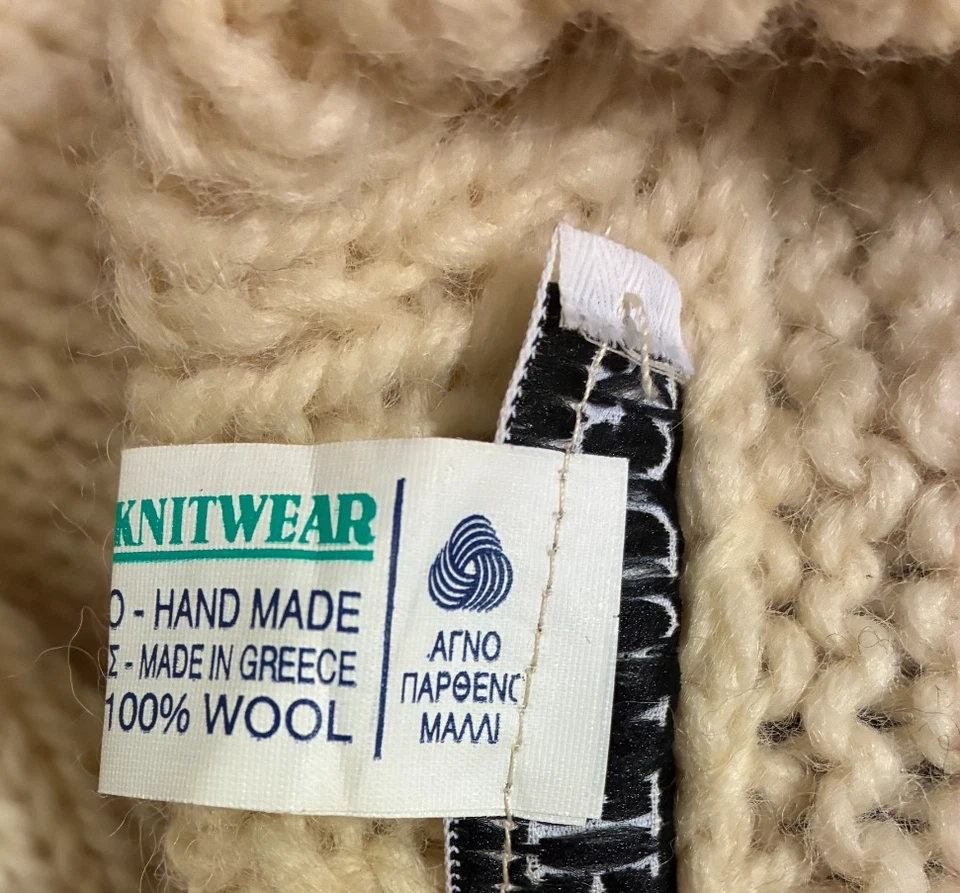 KNITWEAR
Ο - HAND MADE
Σ - MADE IN GREECE
100% WOOL
ΑΓΝΟ
ΠΑΡΘΕΝΟ
ΜΑΛΛΙ